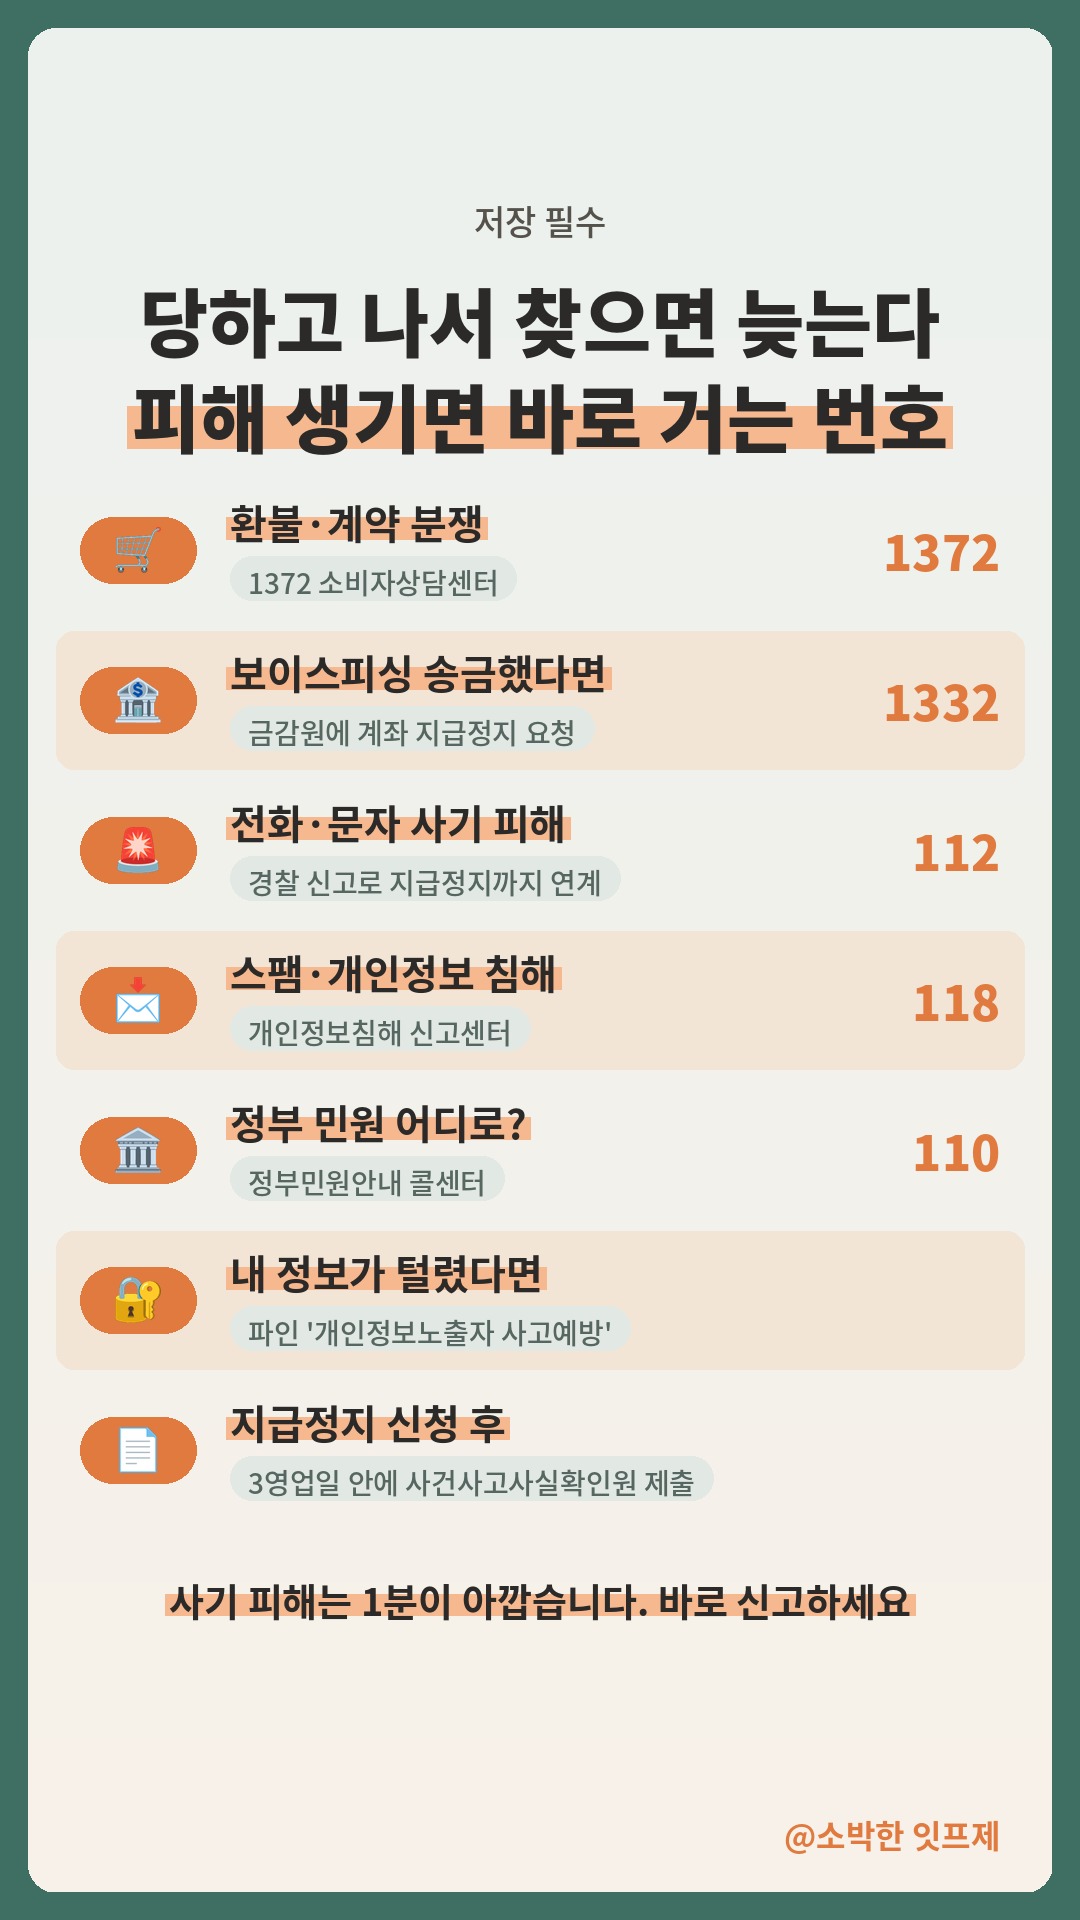 저장 필수
당하고 나서 찾으면 늦는다
피해 생기면 바로 거는 번호
환불·계약 분쟁
1372 소비자상담센터
1372
보이스피싱 송금했다면
금감원에 계좌 지급정지 요청
1332
전화·문자 사기 피해
경찰 신고로 지급정지까지 연계
112
스팸·개인정보 침해
개인정보침해 신고센터
118
정부 민원 어디로?
정부민원안내 콜센터
110
내 정보가 털렸다면
파인 '개인정보노출자 사고예방'
지급정지 신청 후
3영업일 안에 사건사고사실확인원 제출
사기 피해는 1분이 아깝습니다. 바로 신고하세요
@소박한 잇프제